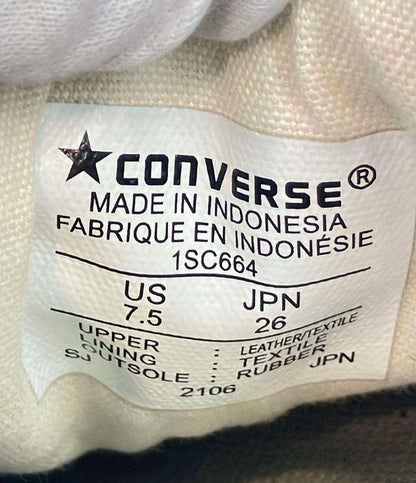 ★CONVERSE®
MADE IN INDONESIA
FABRIQUE EN INDONÉSIE
1SC664
US JPN
7.5 26
UPPER : LEATHER/TEXTILE
LINING : TEXTILE
OUTSOLE : RUBBER
SJ 2106 JPN